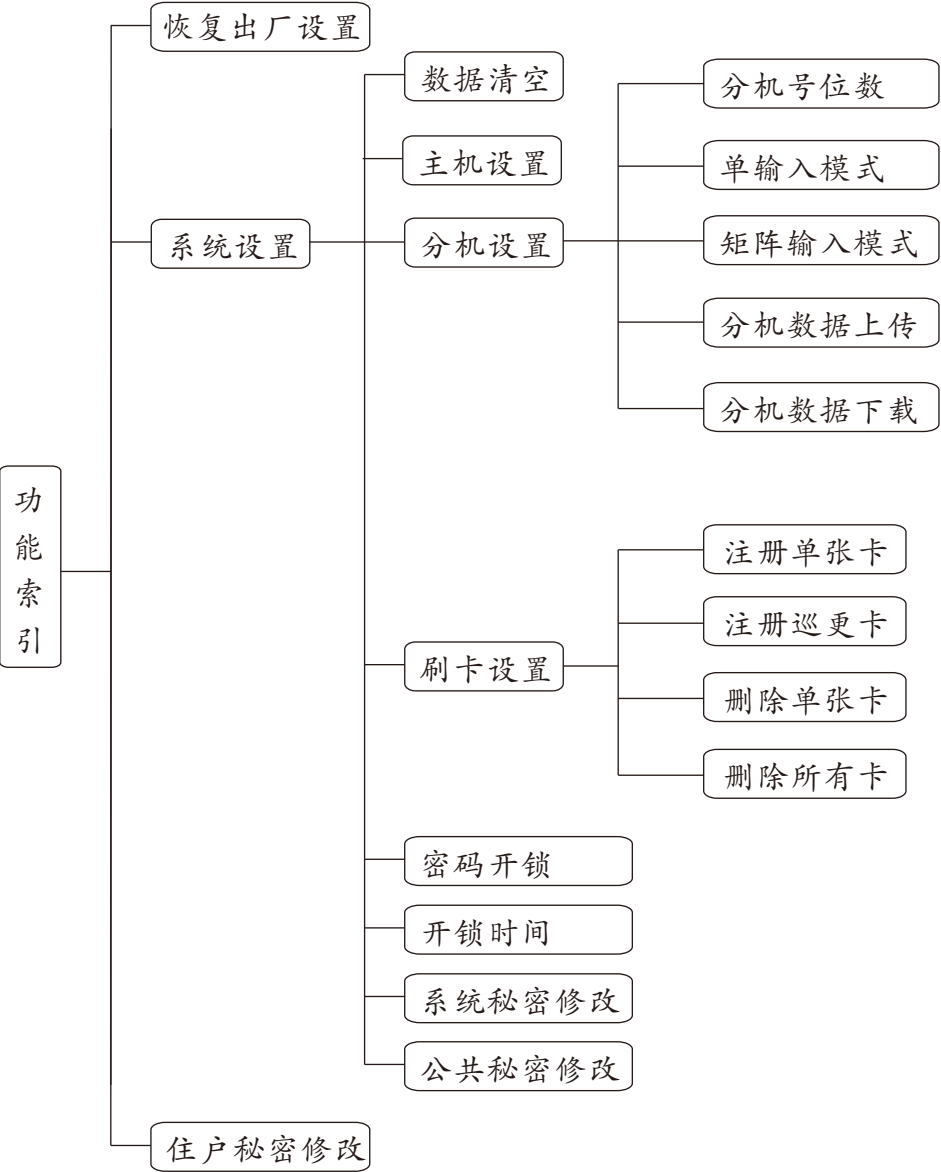 功能索引
恢复出厂设置
系统设置
数据清空
主机设置
分机设置
分机号位数
单输入模式
矩阵输入模式
分机数据上传
分机数据下载
刷卡设置
注册单张卡
注册巡更卡
删除单张卡
删除所有卡
密码开锁
开锁时间
系统秘密修改
公共秘密修改
住户秘密修改